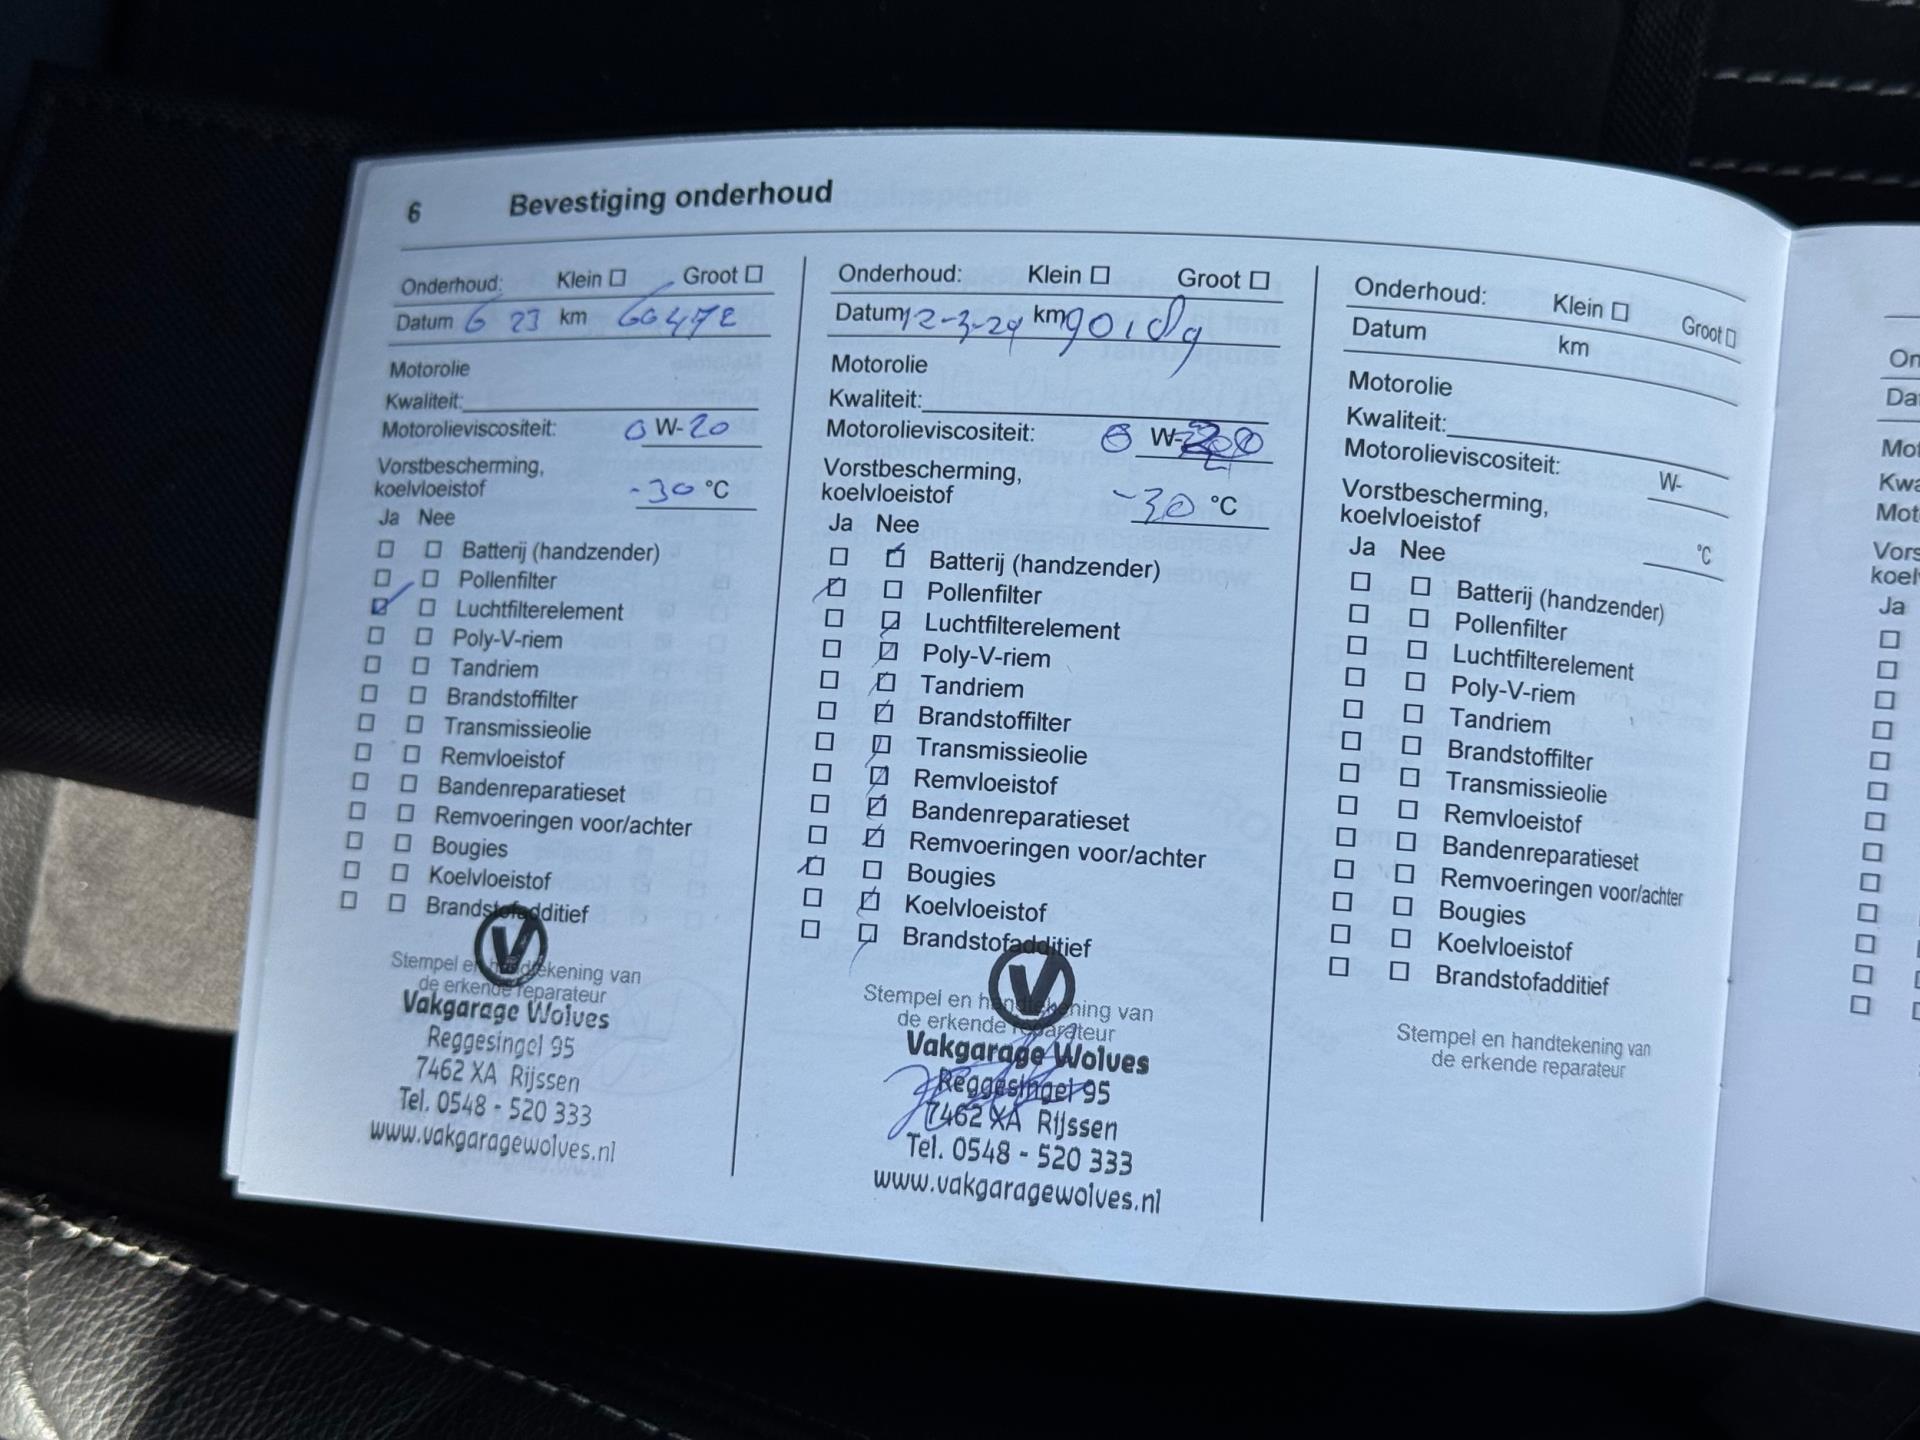 6 Bevestiging onderhoud
Onderhoud: Klein ☐ Groot ☐
Datum 6 23 km 66472
Motorolie
Kwaliteit:
Motorolieviscositeit: 0 W-20
Vorstbescherming,
koelvloeistof -30 °C
Ja Nee
Batterij (handzender)
Pollenfilter
Luchtfilterelement
Poly-V-riem
Tandriem
Brandstoffilter
Transmissieolie
Remvloeistof
Bandenreparatieset
Remvoeringen voor/achter
Bougies
Koelvloeistof
Brandstofadditief
Stempel en handtekening van
de erkende reparateur
Vakgarage Wolves
Reggesingel 95
7462 XA Rijssen
Tel. 0548 - 520 333
www.vakgaragewolves.nl
Onderhoud: Klein ☐ Groot ☐
Datum 12-3-24 km
Motorolie
Kwaliteit:
Motorolieviscositeit: 0 W-
Vorstbescherming,
koelvloeistof -30 °C
Ja Nee
Batterij (handzender)
Pollenfilter
Luchtfilterelement
Poly-V-riem
Tandriem
Brandstoffilter
Transmissieolie
Remvloeistof
Bandenreparatieset
Remvoeringen voor/achter
Bougies
Koelvloeistof
Brandstofadditief
Stempel en handtekening van
de erkende reparateur
Vakgarage Wolves
Reggesingel 95
7462 XA Rijssen
Tel. 0548 - 520 333
www.vakgaragewolves.nl
Onderhoud: Klein ☐ Groot ☐
Datum km
Motorolie
Kwaliteit:
Motorolieviscositeit: W-
Vorstbescherming,
koelvloeistof °C
Ja Nee
Batterij (handzender)
Pollenfilter
Luchtfilterelement
Poly-V-riem
Tandriem
Brandstoffilter
Transmissieolie
Remvloeistof
Bandenreparatieset
Remvoeringen voor/achter
Bougies
Koelvloeistof
Brandstofadditief
Stempel en handtekening van
de erkende reparateur
Ja